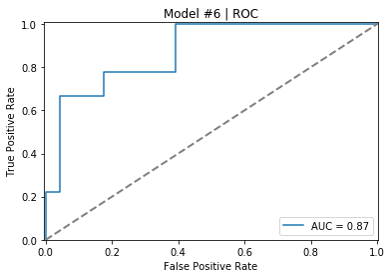 Model #6 | ROC
True Positive Rate
1.0
0.8
0.6
0.4
0.2
0.0
AUC = 0.87
0.0 0.2 0.4 0.6 0.8 1.0
False Positive Rate